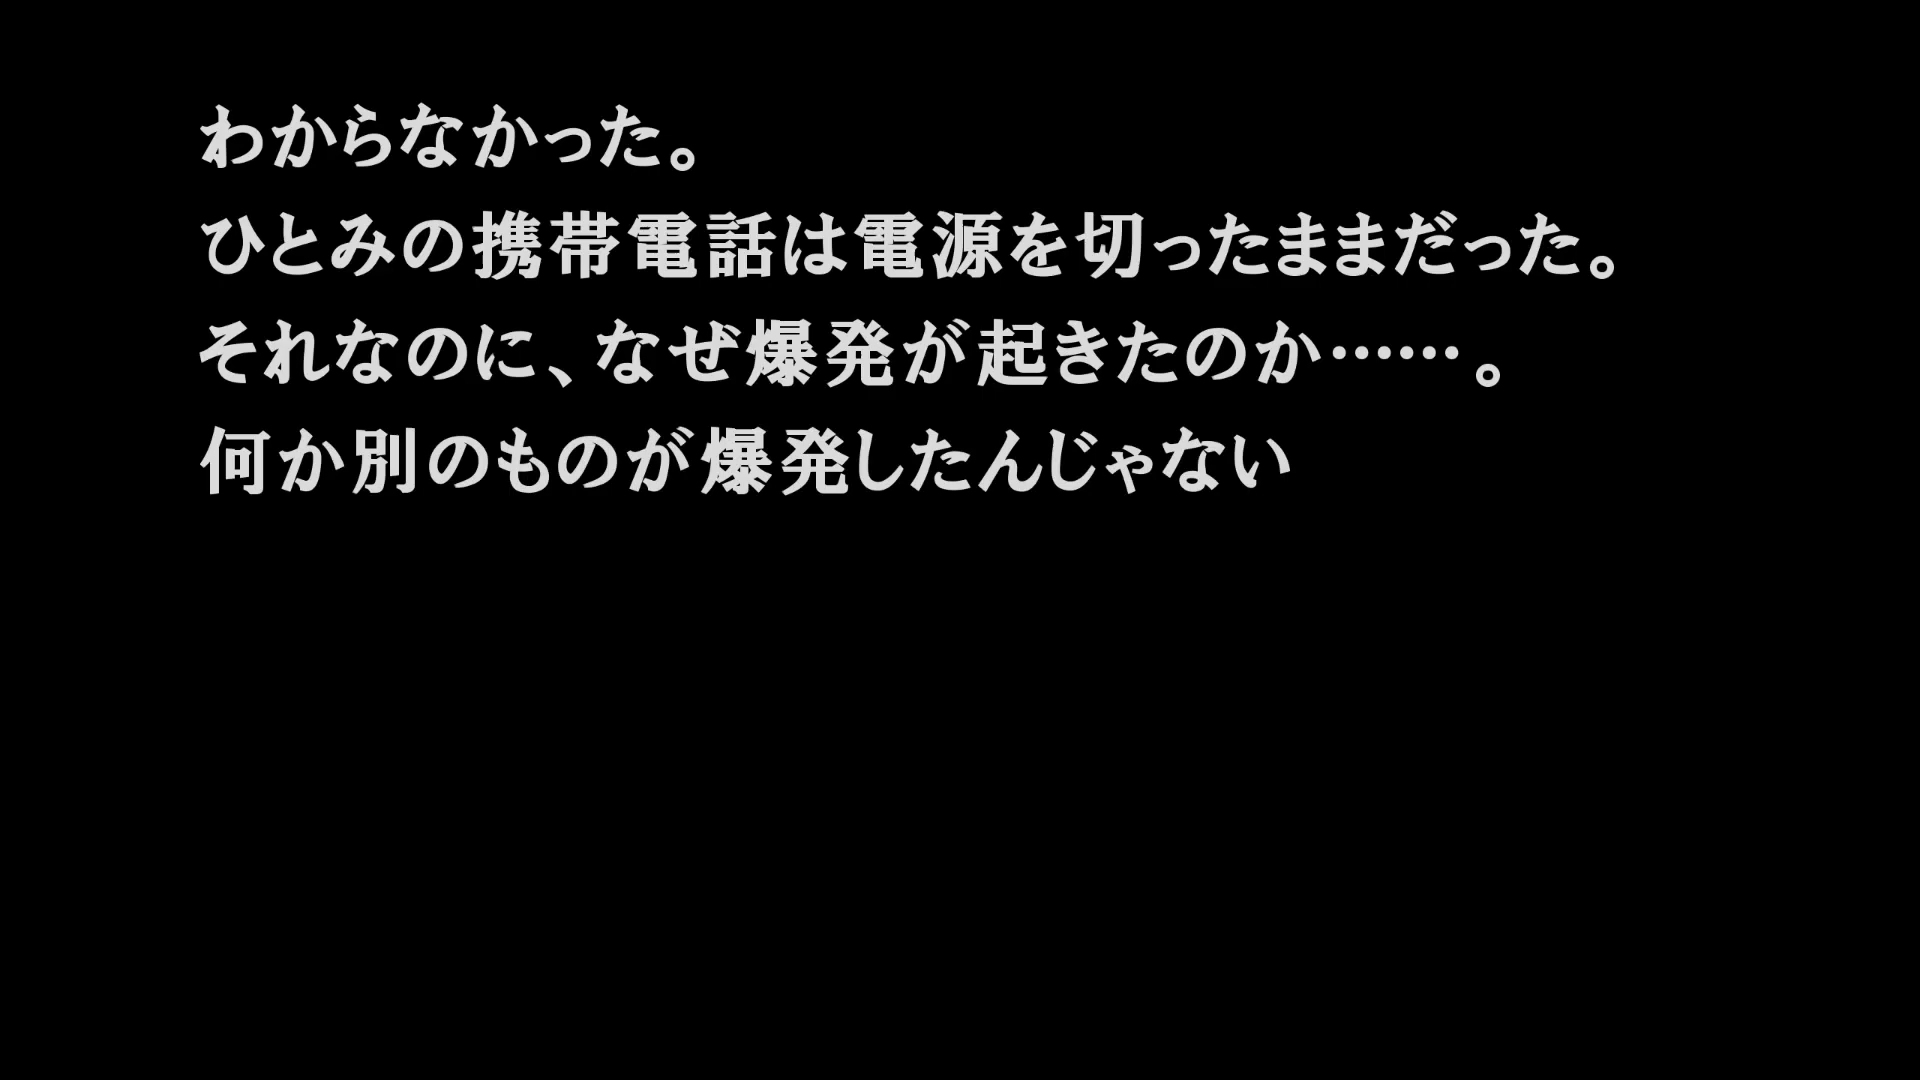 わからなかった。
ひとみの携帯電話は電源を切ったままだった。
それなのに、なぜ爆発が起きたのか……。
何か別のものが爆発したんじゃない